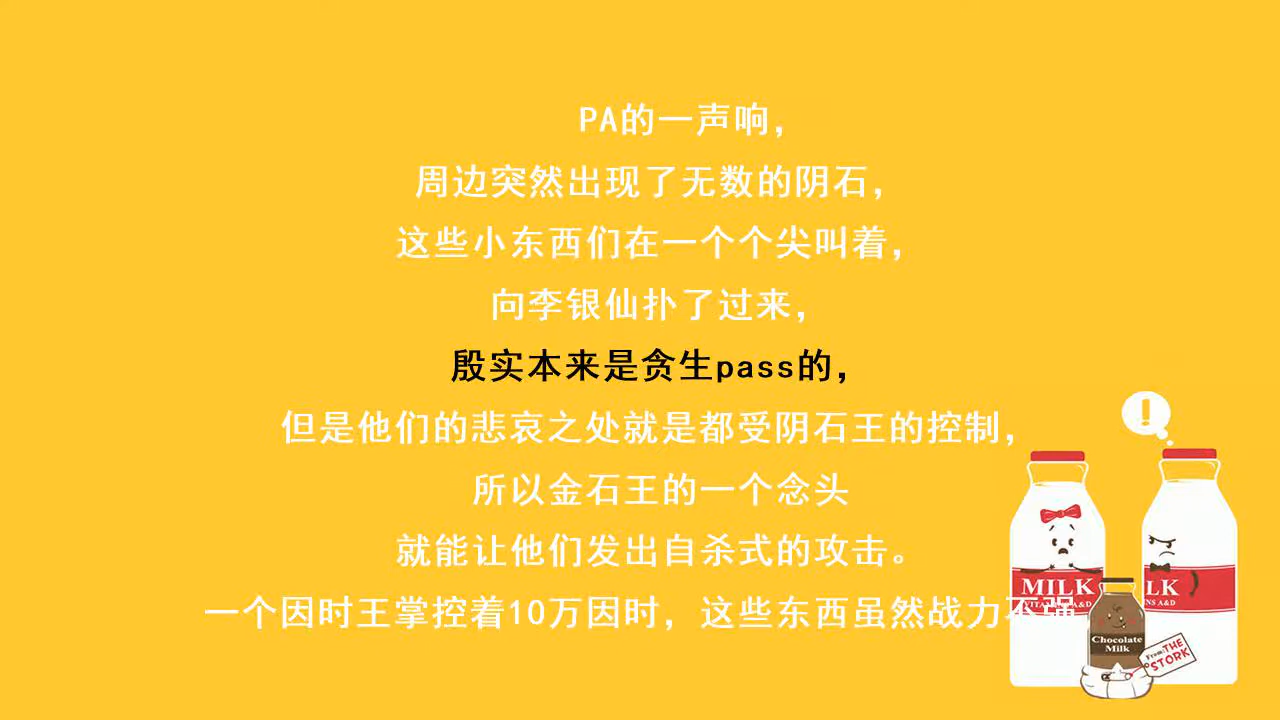 PA的一声响，
周边突然出现了无数的阴石，
这些小东西们在一个个尖叫着，
向李银仙扑了过来，
殷实本来是贪生pass的，
但是他们的悲哀之处就是都受阴石王的控制，
所以金石王的一个念头
就能让他们发出自杀式的攻击。
一个因时王掌控着10万因时，这些东西虽然战力不强
!
MILK
VITAMINS A&D
LK
NS A&D
Chocolate
Milk
From: THE
STORK